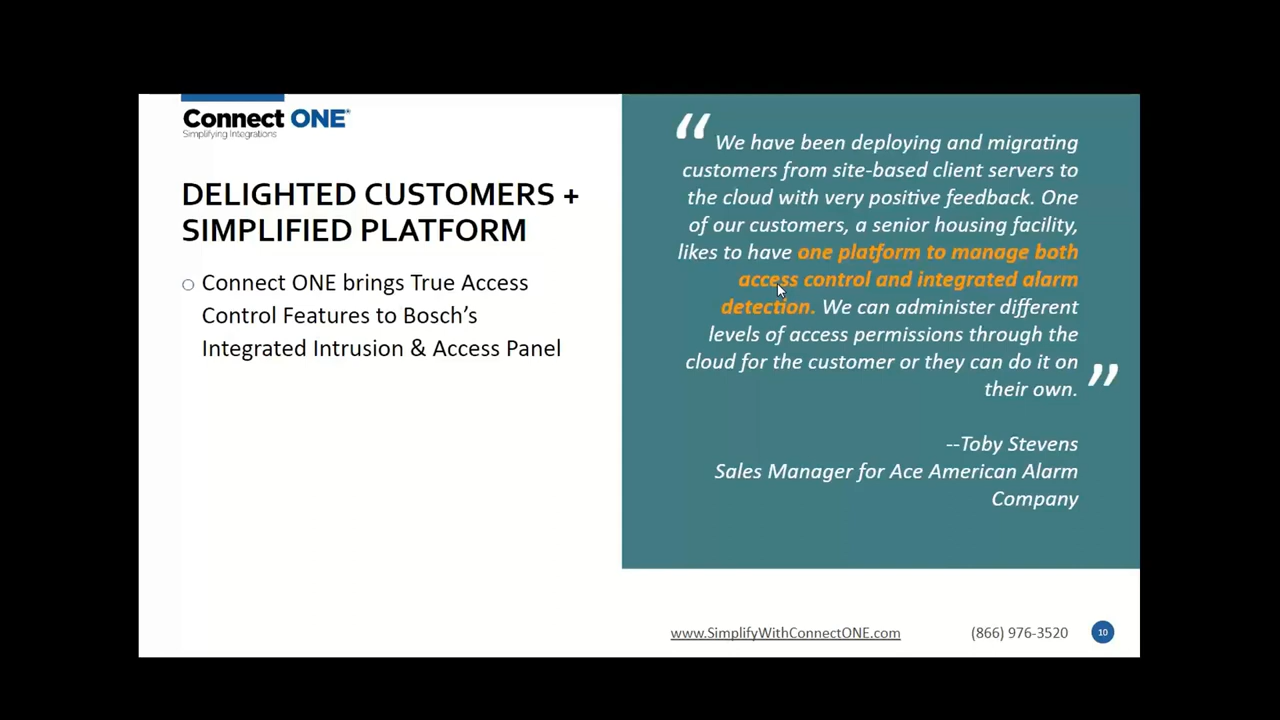 Connect ONE®
Simplifying Integrations
DELIGHTED CUSTOMERS +
SIMPLIFIED PLATFORM
Connect ONE brings True Access
Control Features to Bosch’s
Integrated Intrusion & Access Panel
“ We have been deploying and migrating
customers from site-based client servers to
the cloud with very positive feedback. One
of our customers, a senior housing facility,
likes to have one platform to manage both
access control and integrated alarm
detection. We can administer different
levels of access permissions through the
cloud for the customer or they can do it on
their own. ”
--Toby Stevens
Sales Manager for Ace American Alarm
Company
www.SimplifyWithConnectONE.com
(866) 976-3520
10